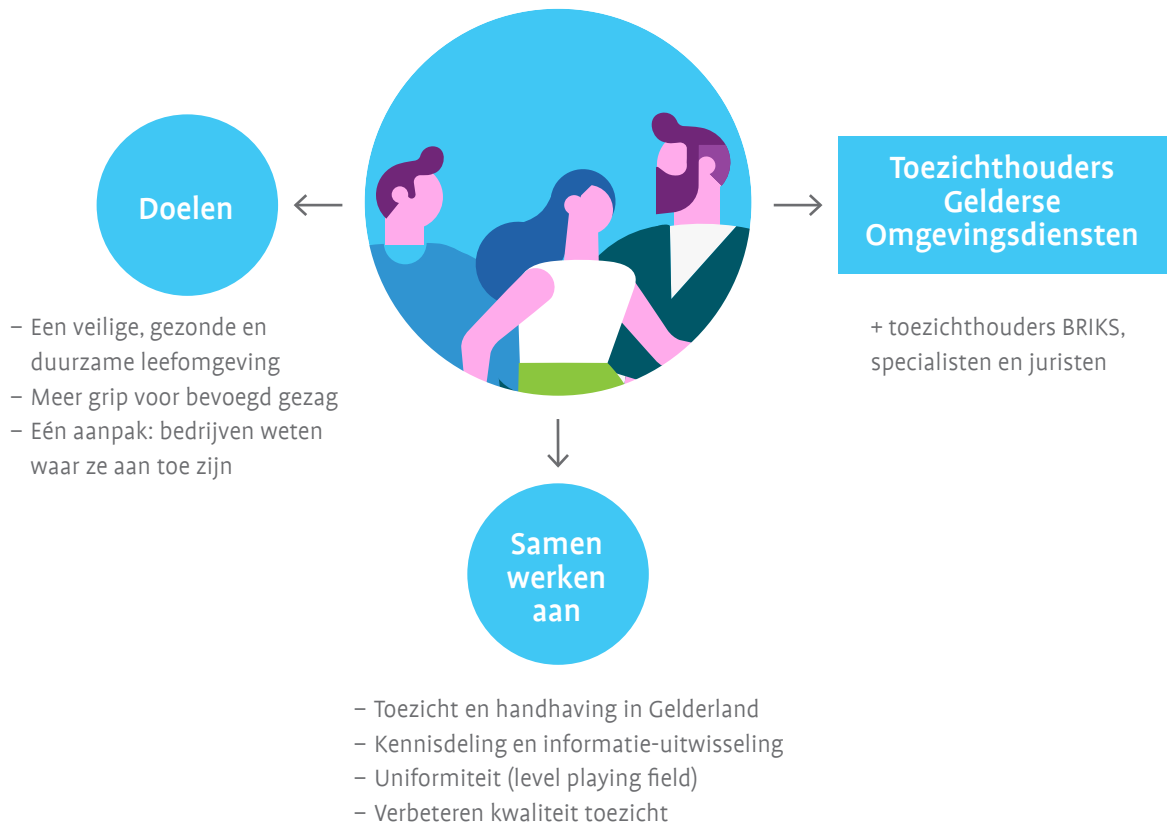 Doelen
– Een veilige, gezonde en
duurzame leefomgeving
– Meer grip voor bevoegd gezag
– Eén aanpak: bedrijven weten
waar ze aan toe zijn
Toezichthouders
Gelderse
Omgevingsdiensten
+ toezichthouders BRIKS,
specialisten en juristen
Samen
werken
aan
– Toezicht en handhaving in Gelderland
– Kennisdeling en informatie-uitwisseling
– Uniformiteit (level playing field)
– Verbeteren kwaliteit toezicht